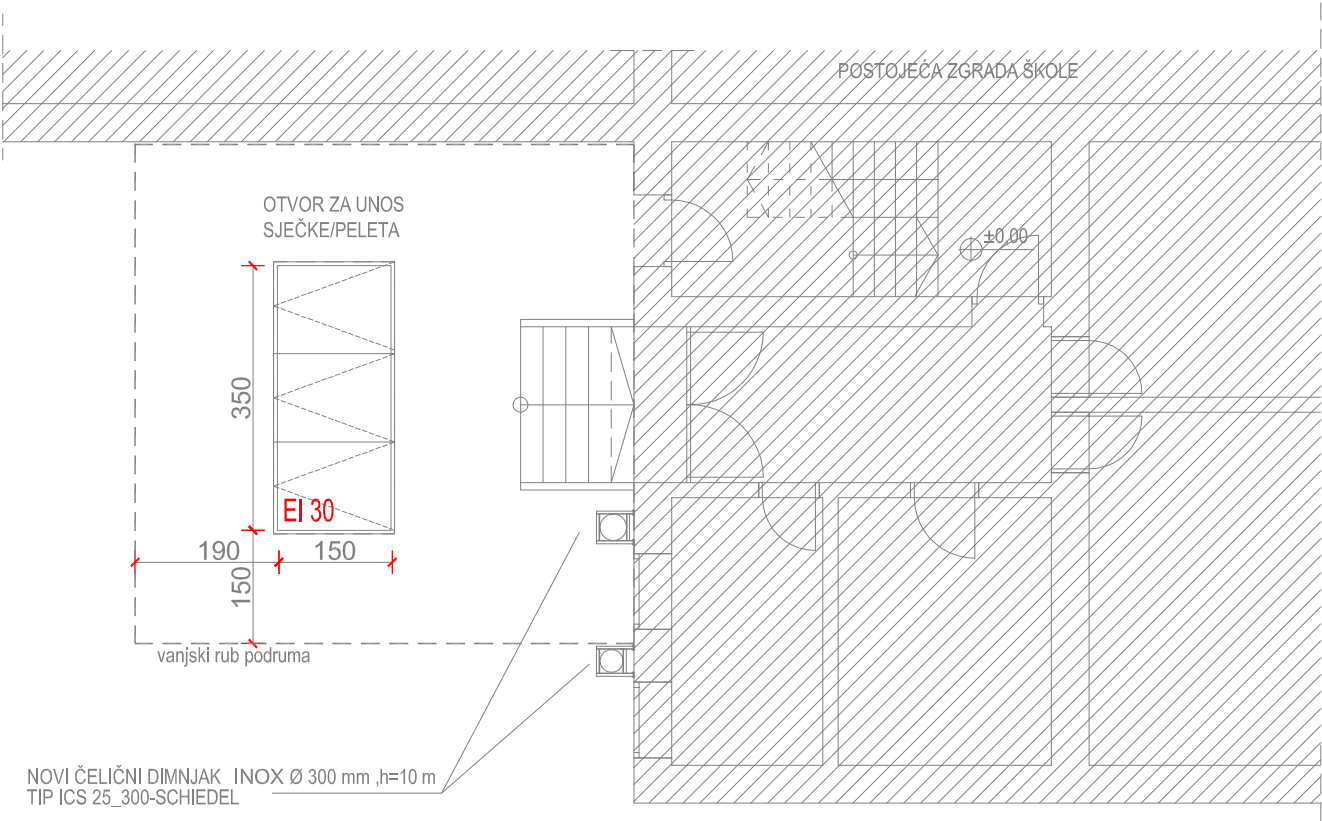 POSTOJEĆA ZGRADA ŠKOLE
OTVOR ZA UNOS
SJEČKE/PELETA
±0,00
350
EI 30
190
150
150
vanjski rub podruma
NOVI ČELIČNI DIMNJAK INOX Ø 300 mm ,h=10 m
TIP ICS 25_300-SCHIEDEL